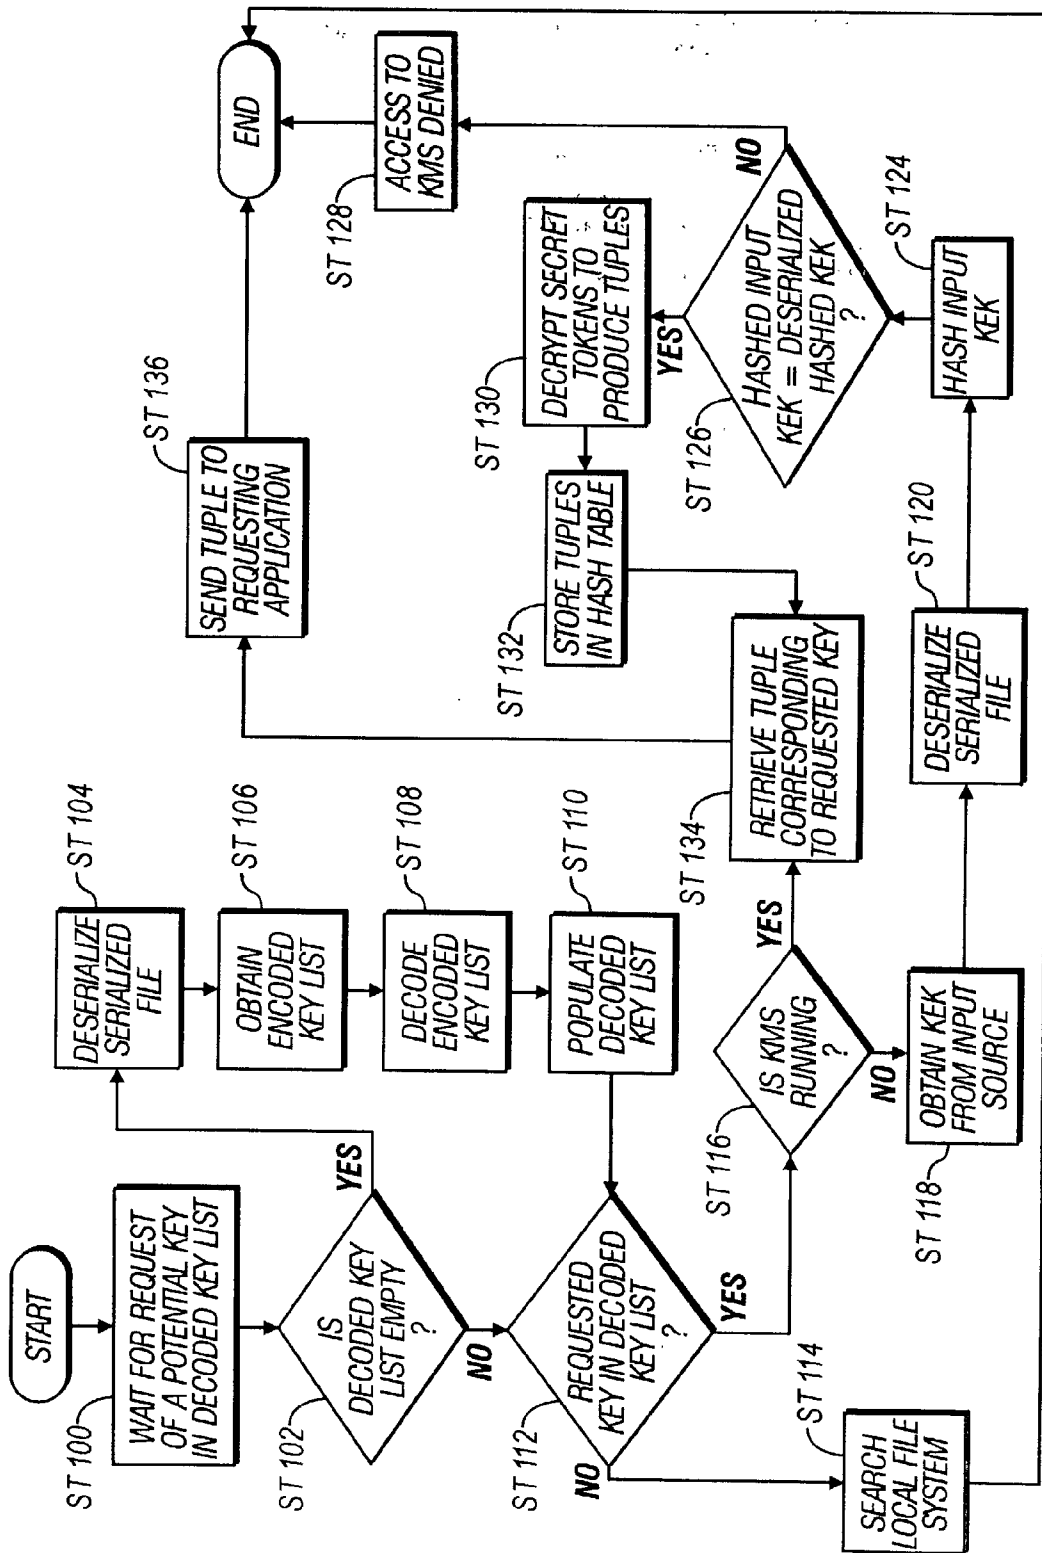 START
WAIT FOR REQUEST
OF A POTENTIAL KEY
IN DECODED KEY LIST
ST 100
IS
DECODED KEY
LIST EMPTY
?
ST 102
YES
NO
DESERIALIZE
SERIALIZED
FILE
ST 104
OBTAIN
ENCODED
KEY LIST
ST 106
DECODE
ENCODED
KEY LIST
ST 108
POPULATE
DECODED
KEY LIST
ST 110
REQUESTED
KEY IN DECODED
KEY LIST
?
ST 112
NO
YES
SEARCH
LOCAL FILE
SYSTEM
ST 114
IS KMS
RUNNING
?
ST 116
YES
NO
OBTAIN KEK
FROM INPUT
SOURCE
ST 118
DESERIALIZE
SERIALIZED
FILE
ST 120
HASH INPUT
KEK
ST 124
HASHED INPUT
KEK = DESERIALIZED
HASHED KEK
?
ST 126
YES
NO
ACCESS TO
KMS DENIED
ST 128
DECRYPT SECRET
TOKENS TO
PRODUCE TUPLES
ST 130
STORE TUPLES
IN HASH TABLE
ST 132
RETRIEVE TUPLE
CORRESPONDING
TO REQUESTED KEY
ST 134
SEND TUPLE TO
REQUESTING
APPLICATION
ST 136
END